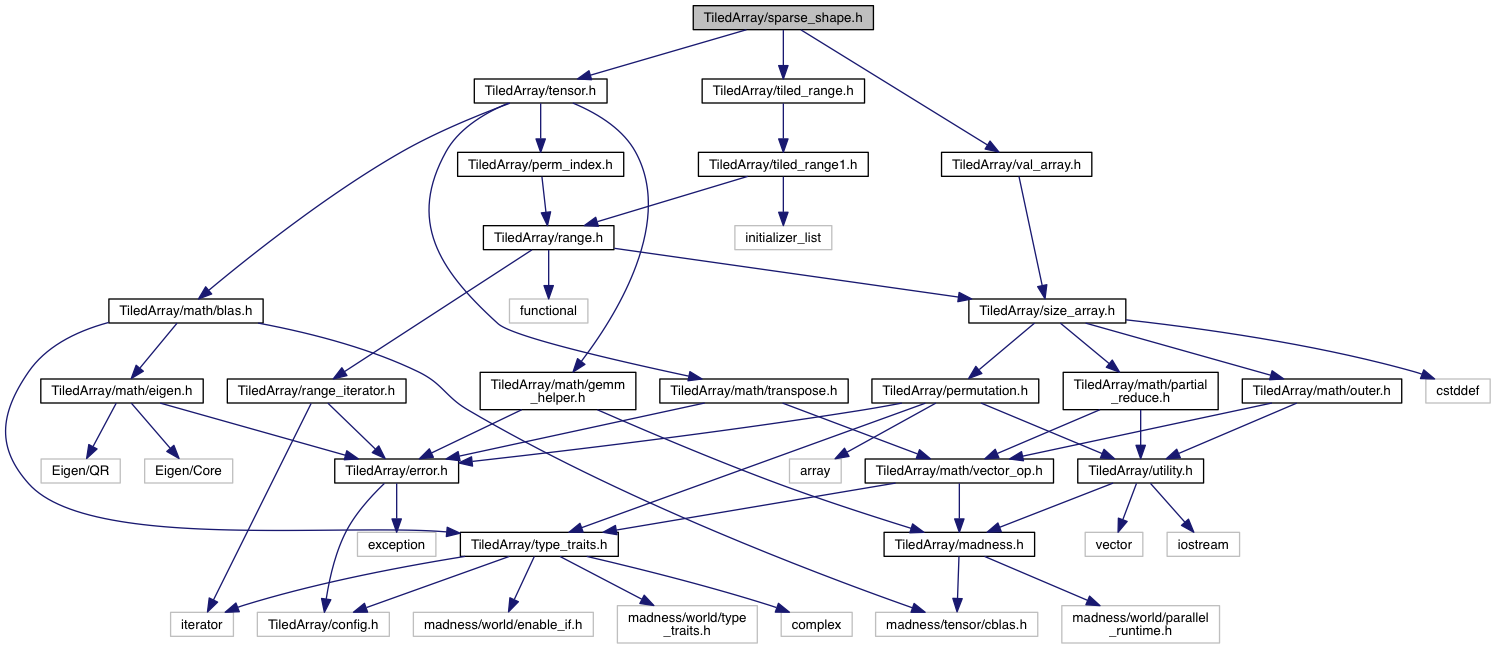 TiledArray/sparse_shape.h
TiledArray/tensor.h
TiledArray/tiled_range.h
TiledArray/perm_index.h
TiledArray/tiled_range1.h
TiledArray/val_array.h
TiledArray/range.h
initializer_list
TiledArray/math/blas.h
functional
TiledArray/size_array.h
TiledArray/math/eigen.h
TiledArray/range_iterator.h
TiledArray/math/gemm
_helper.h
TiledArray/math/transpose.h
TiledArray/permutation.h
TiledArray/math/partial
_reduce.h
TiledArray/math/outer.h
cstddef
Eigen/QR
Eigen/Core
TiledArray/error.h
array
TiledArray/math/vector_op.h
TiledArray/utility.h
exception
TiledArray/type_traits.h
TiledArray/madness.h
vector
iostream
iterator
TiledArray/config.h
madness/world/enable_if.h
madness/world/type
_traits.h
complex
madness/tensor/cblas.h
madness/world/parallel
_runtime.h